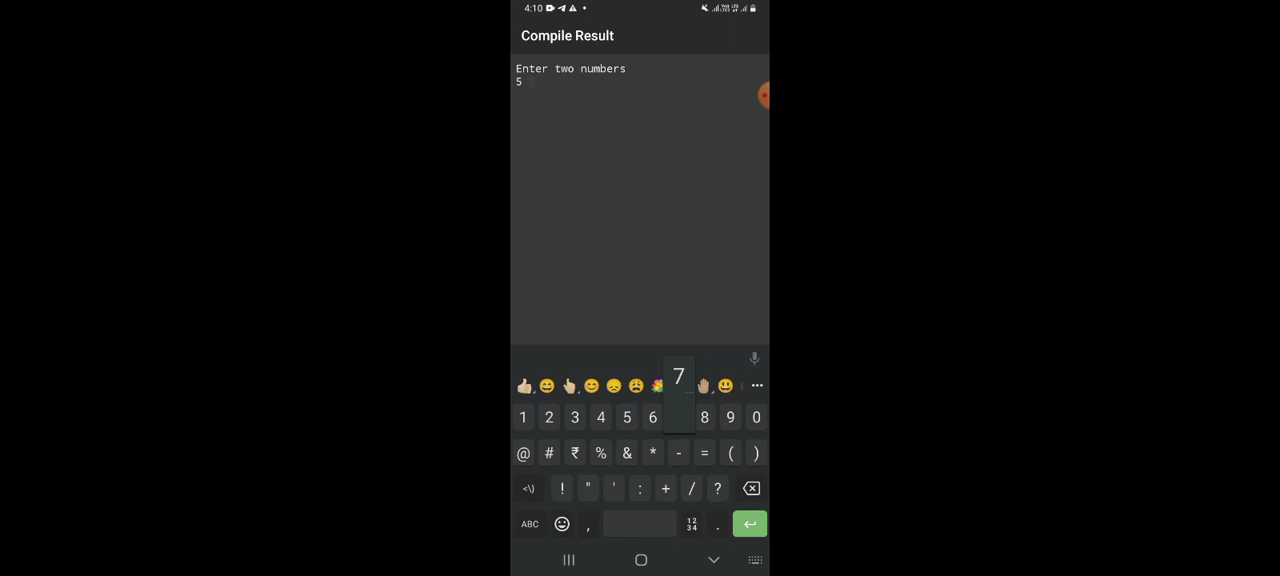 4:10
Compile Result
Enter two numbers
5
7
1 2 3 4 5 6 8 9 0
@ # ₹ % & * - = ( )
<\) ! " ' : + / ?
ABC , 12 34 .